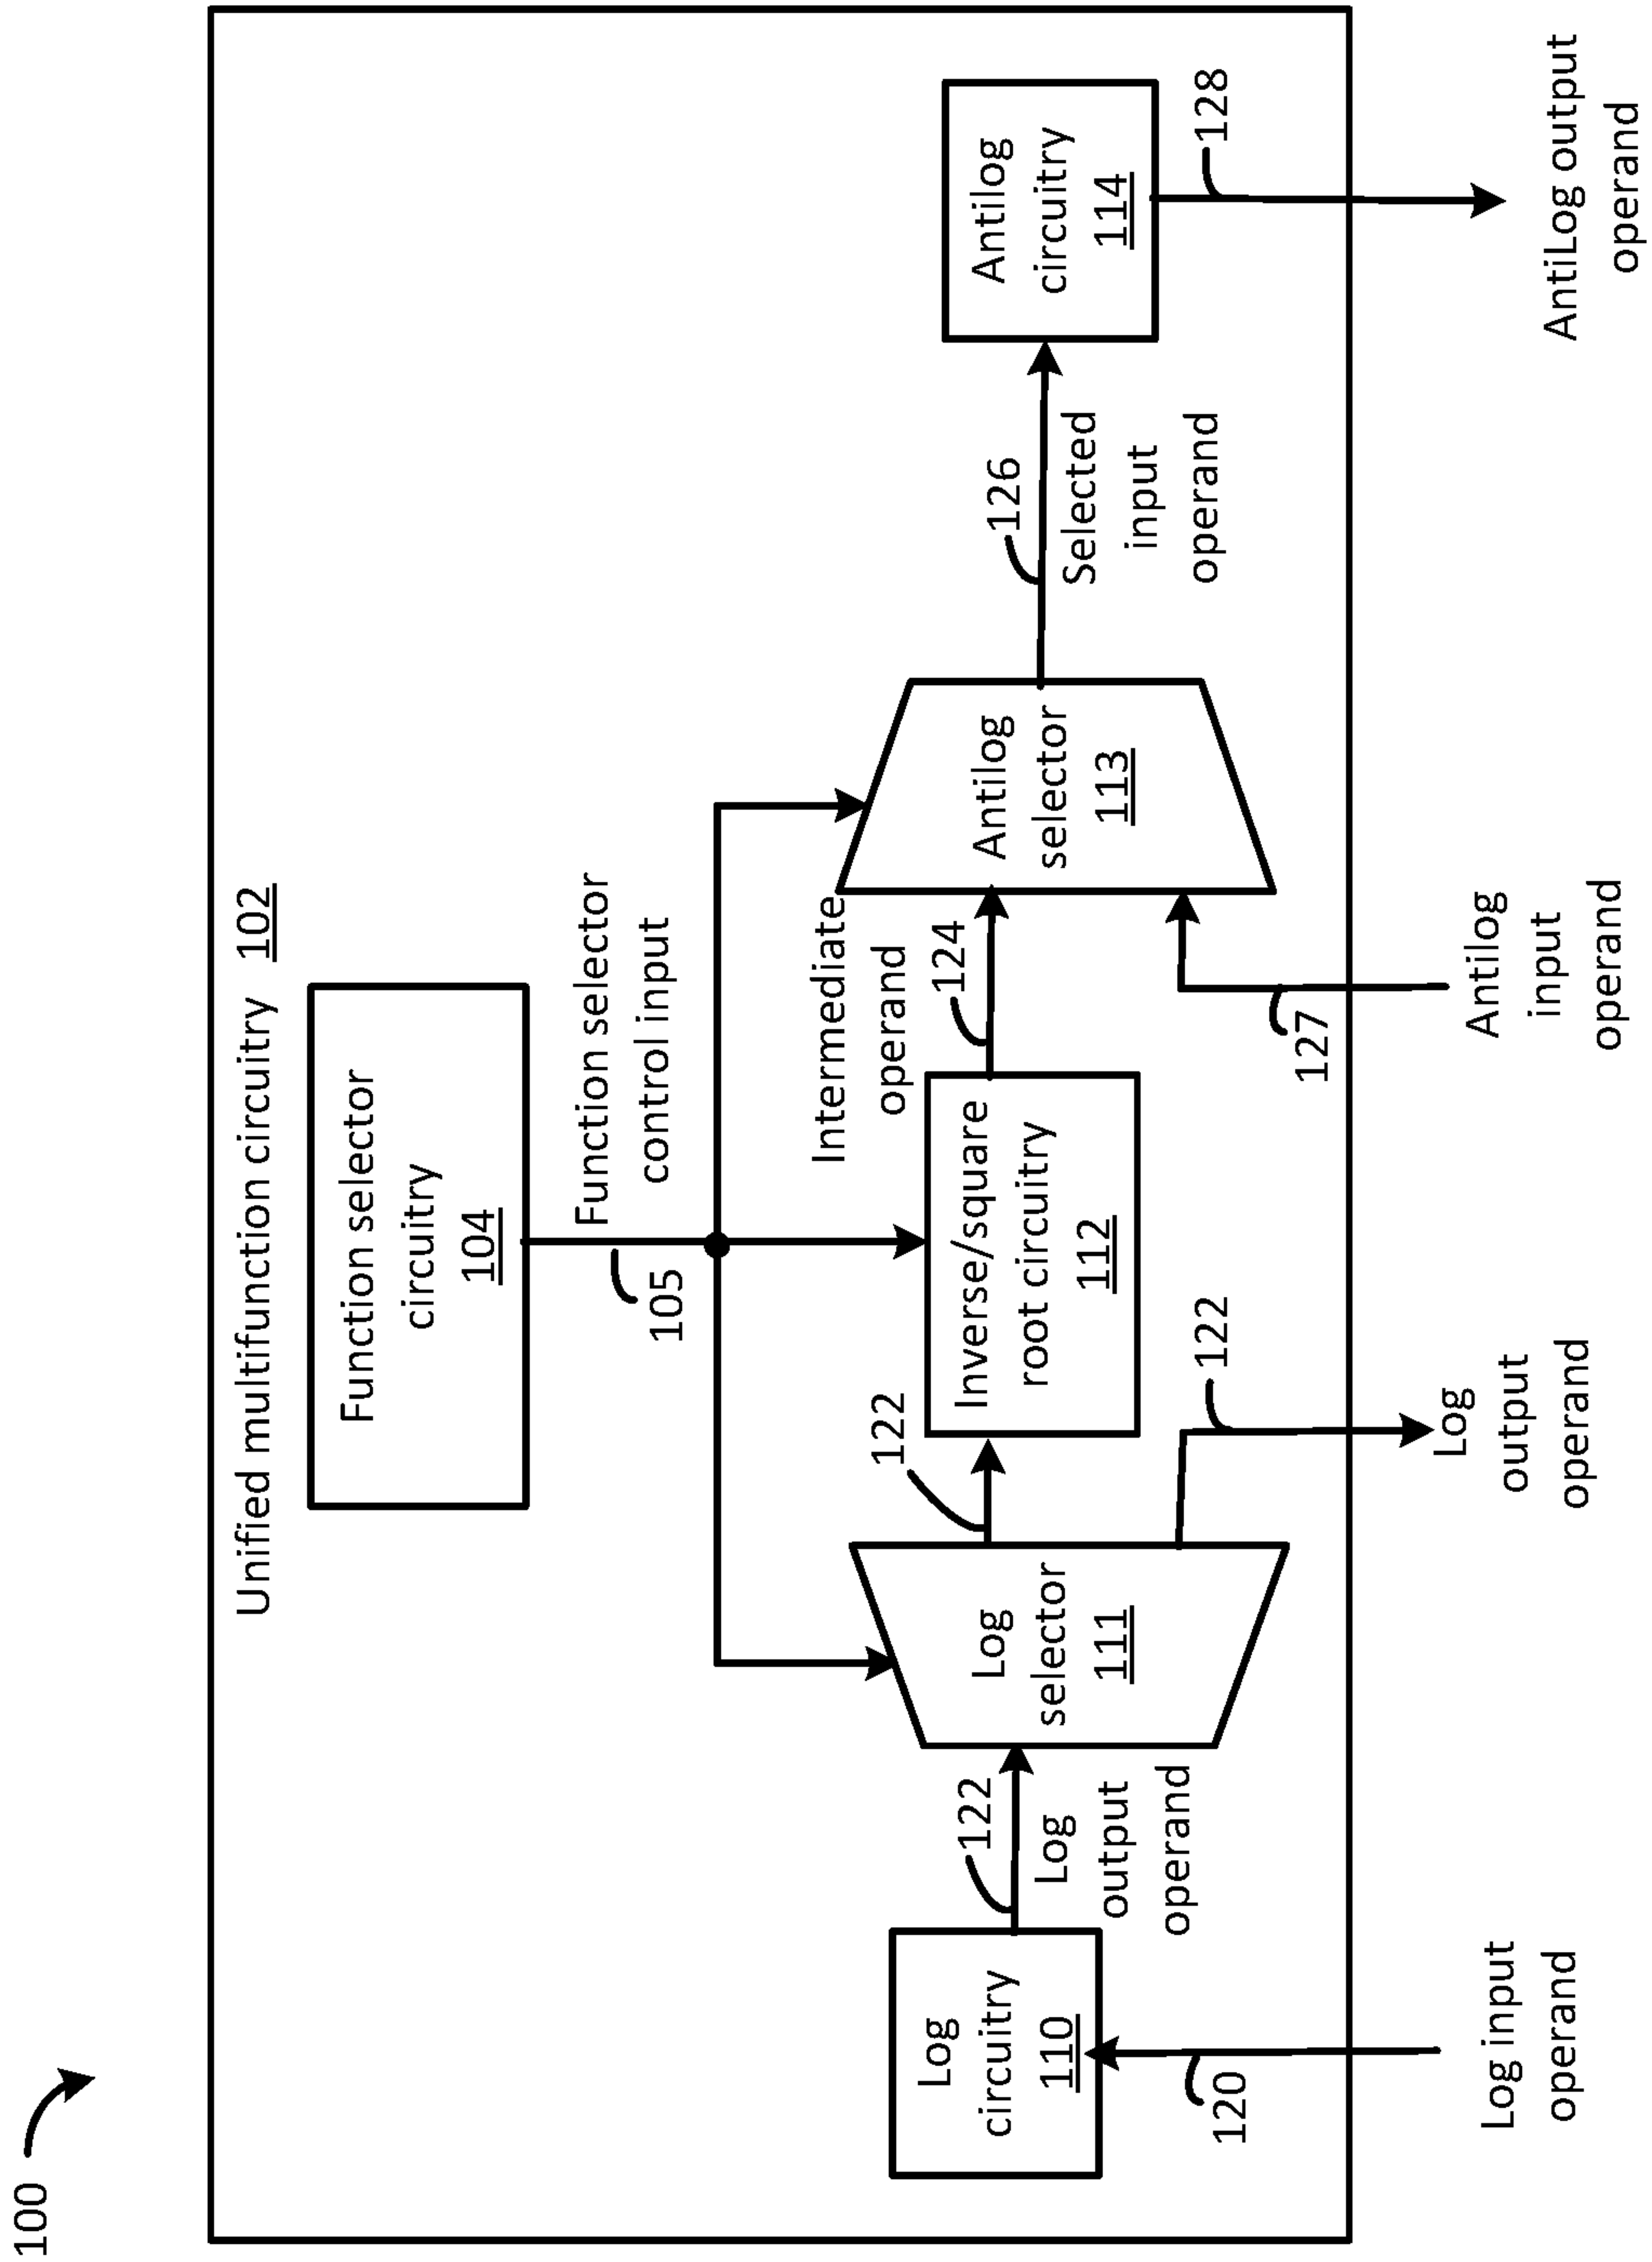 100
Unified multifunction circuitry 102
Function selector
circuitry
104
Function selector
control input
105
Intermediate
operand
Log
circuitry
110
122
Log
output
operand
Log
selector
111
122
Inverse/square
root circuitry
112
124
Antilog
selector
113
126
Selected
input
operand
Antilog
circuitry
114
120
122
127
128
Log input
operand
Log
output
operand
Antilog
input
operand
AntiLog output
operand